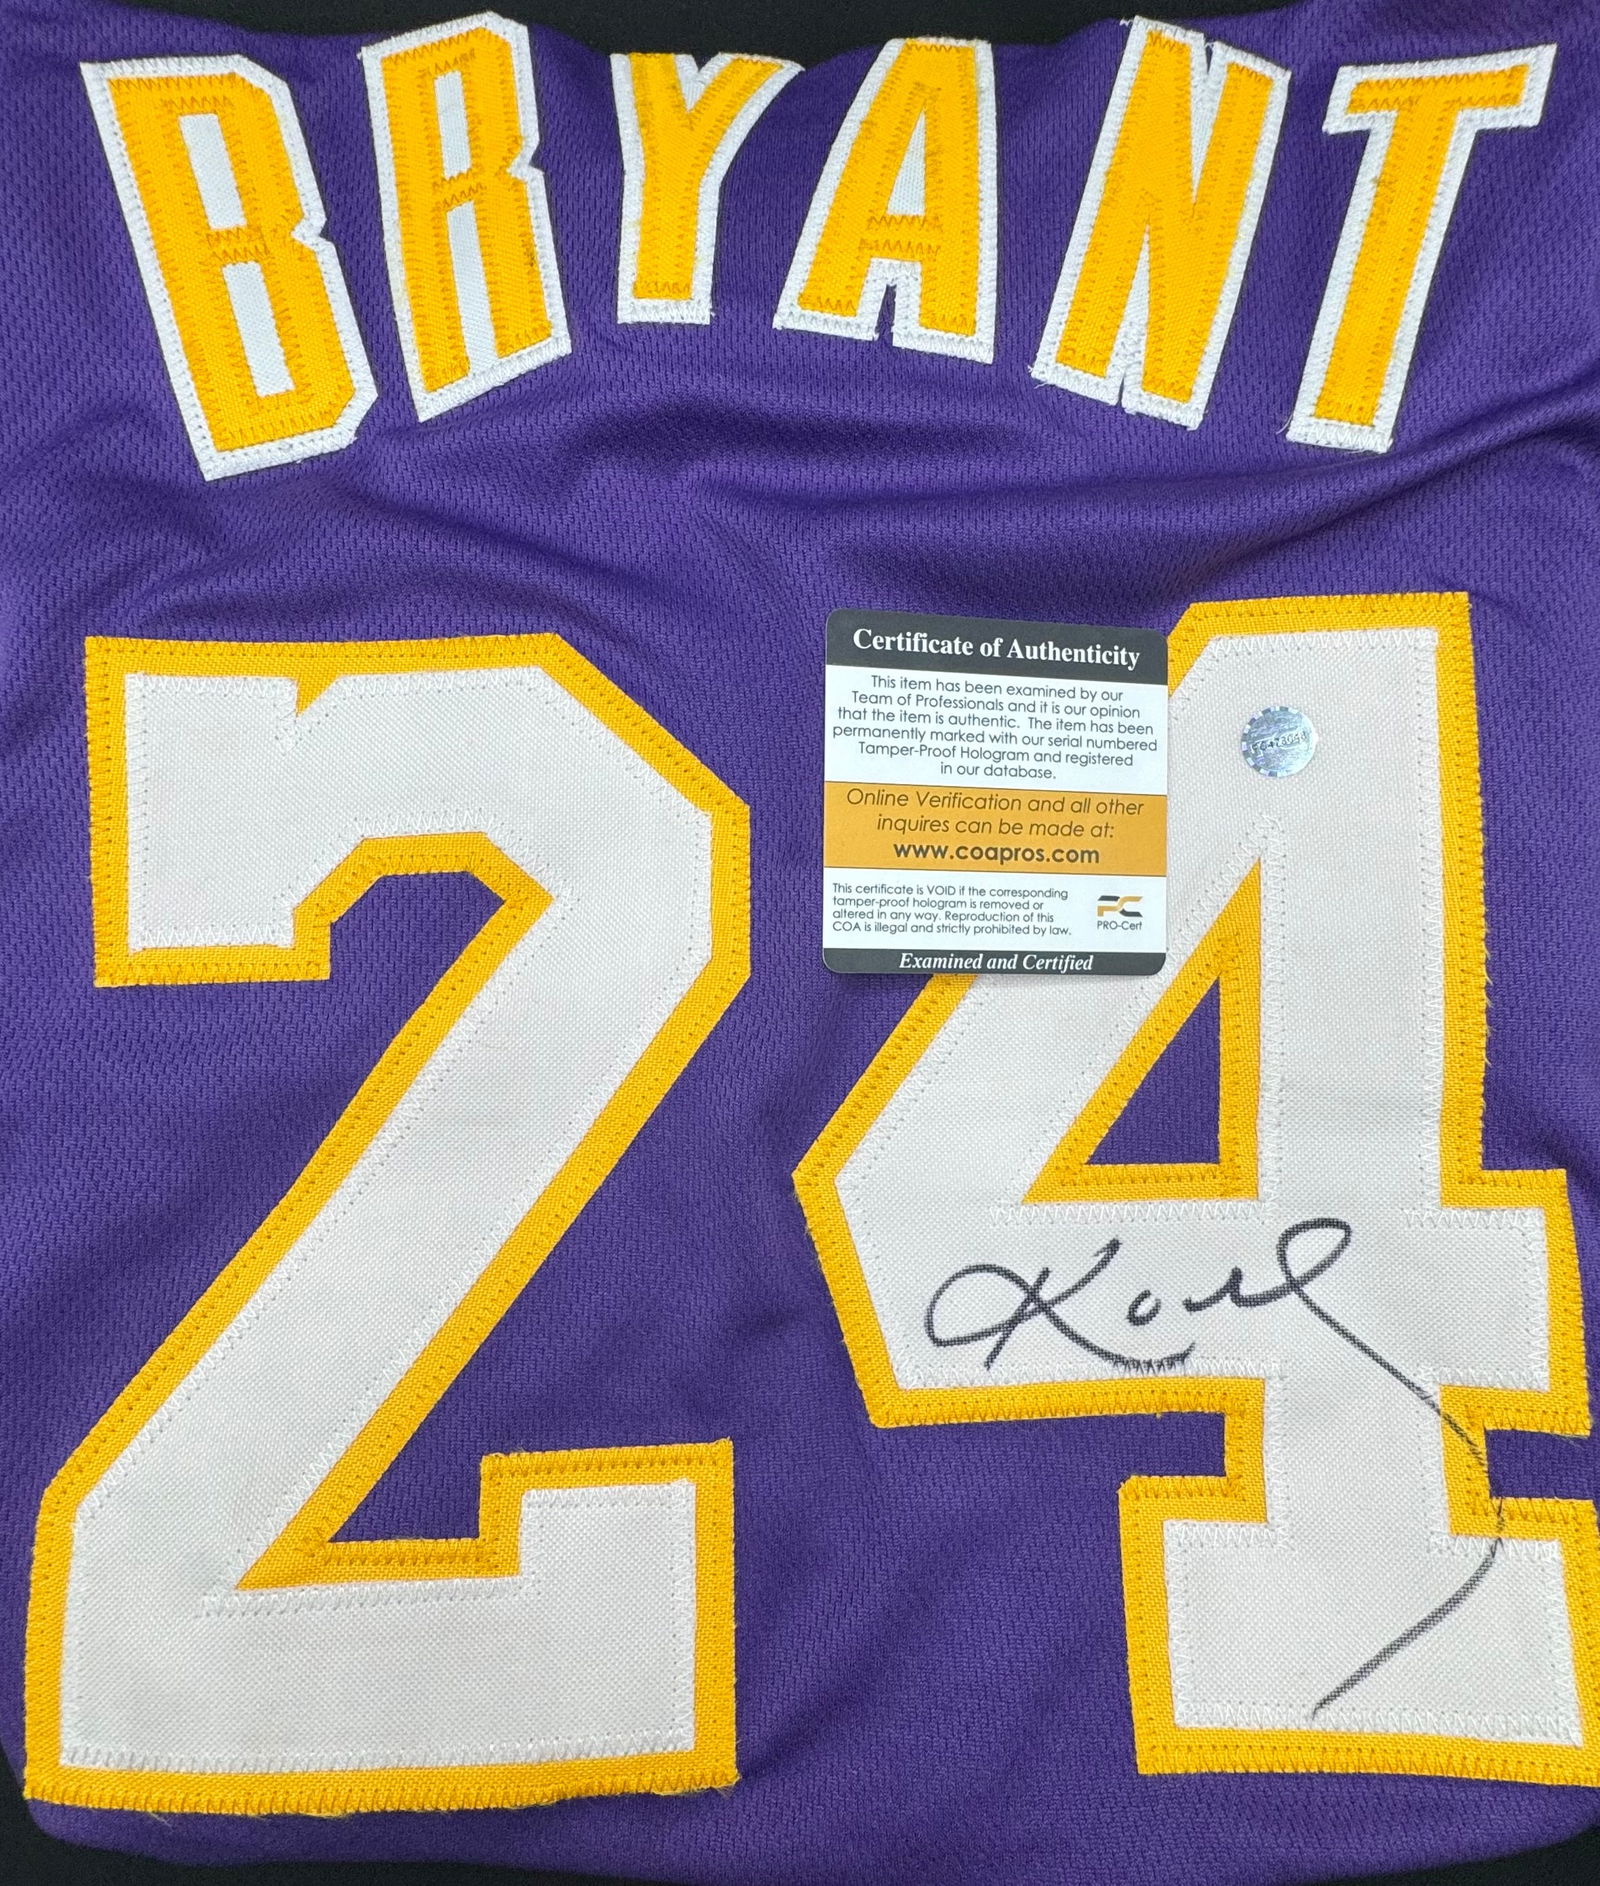 BRYANT
24
Certificate of Authenticity
This item has been examined by our
Team of Professionals and it is our opinion
that the item is authentic. The item has been
permanently marked with our serial numbered
Tamper-Proof Hologram and registered
in our database.
Online Verification and all other
inquires can be made at:
www.coapros.com
This certificate is VOID if the corresponding
tamper-proof hologram is removed or
altered in any way. Reproduction of this
COA is illegal and strictly prohibited by law.
PC
PRO-Cert
Examined and Certified
Kobe